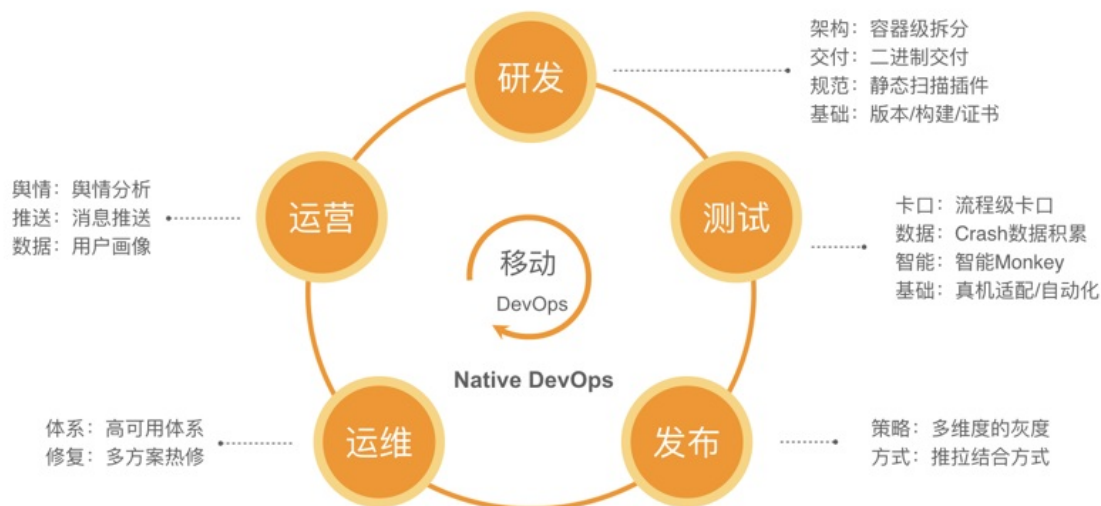 研发
架构：容器级拆分
交付：二进制交付
规范：静态扫描插件
基础：版本/构建/证书
测试
卡口：流程级卡口
数据：Crash数据积累
智能：智能Monkey
基础：真机适配/自动化
发布
策略：多维度的灰度
方式：推拉结合方式
运维
体系：高可用体系
修复：多方案热修
运营
舆情：舆情分析
推送：消息推送
数据：用户画像
移动
DevOps
Native DevOps